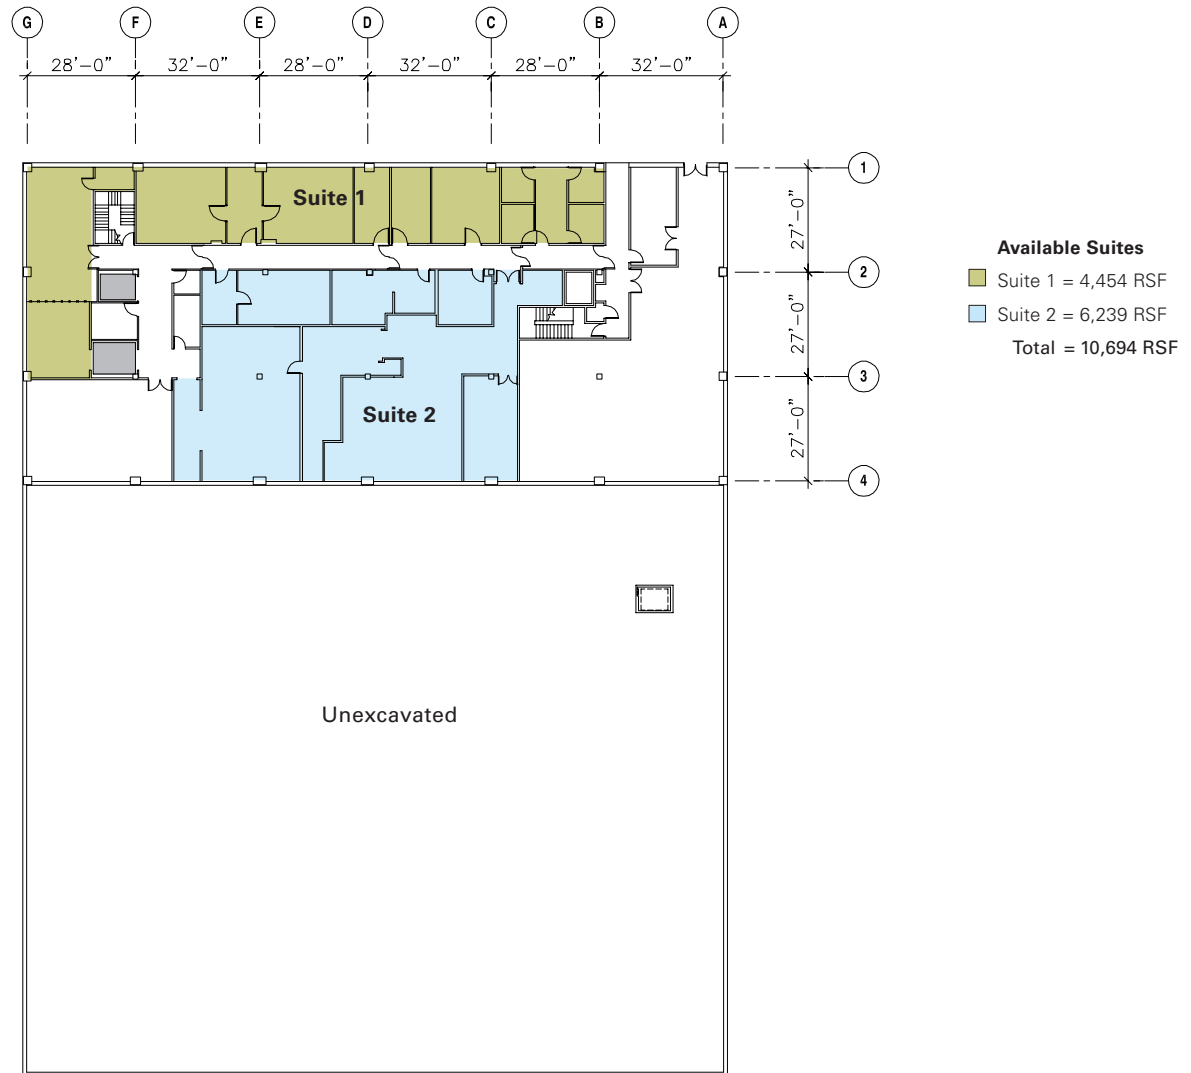 G F E D C B A
28’-0” 32’-0” 28’-0” 32’-0” 28’-0” 32’-0”
1
Suite 1
27’-0”
Available Suites
2
Suite 1 = 4,454 RSF
Suite 2 = 6,239 RSF
27’-0”
Total = 10,694 RSF
3
Suite 2
27’-0”
4
Unexcavated